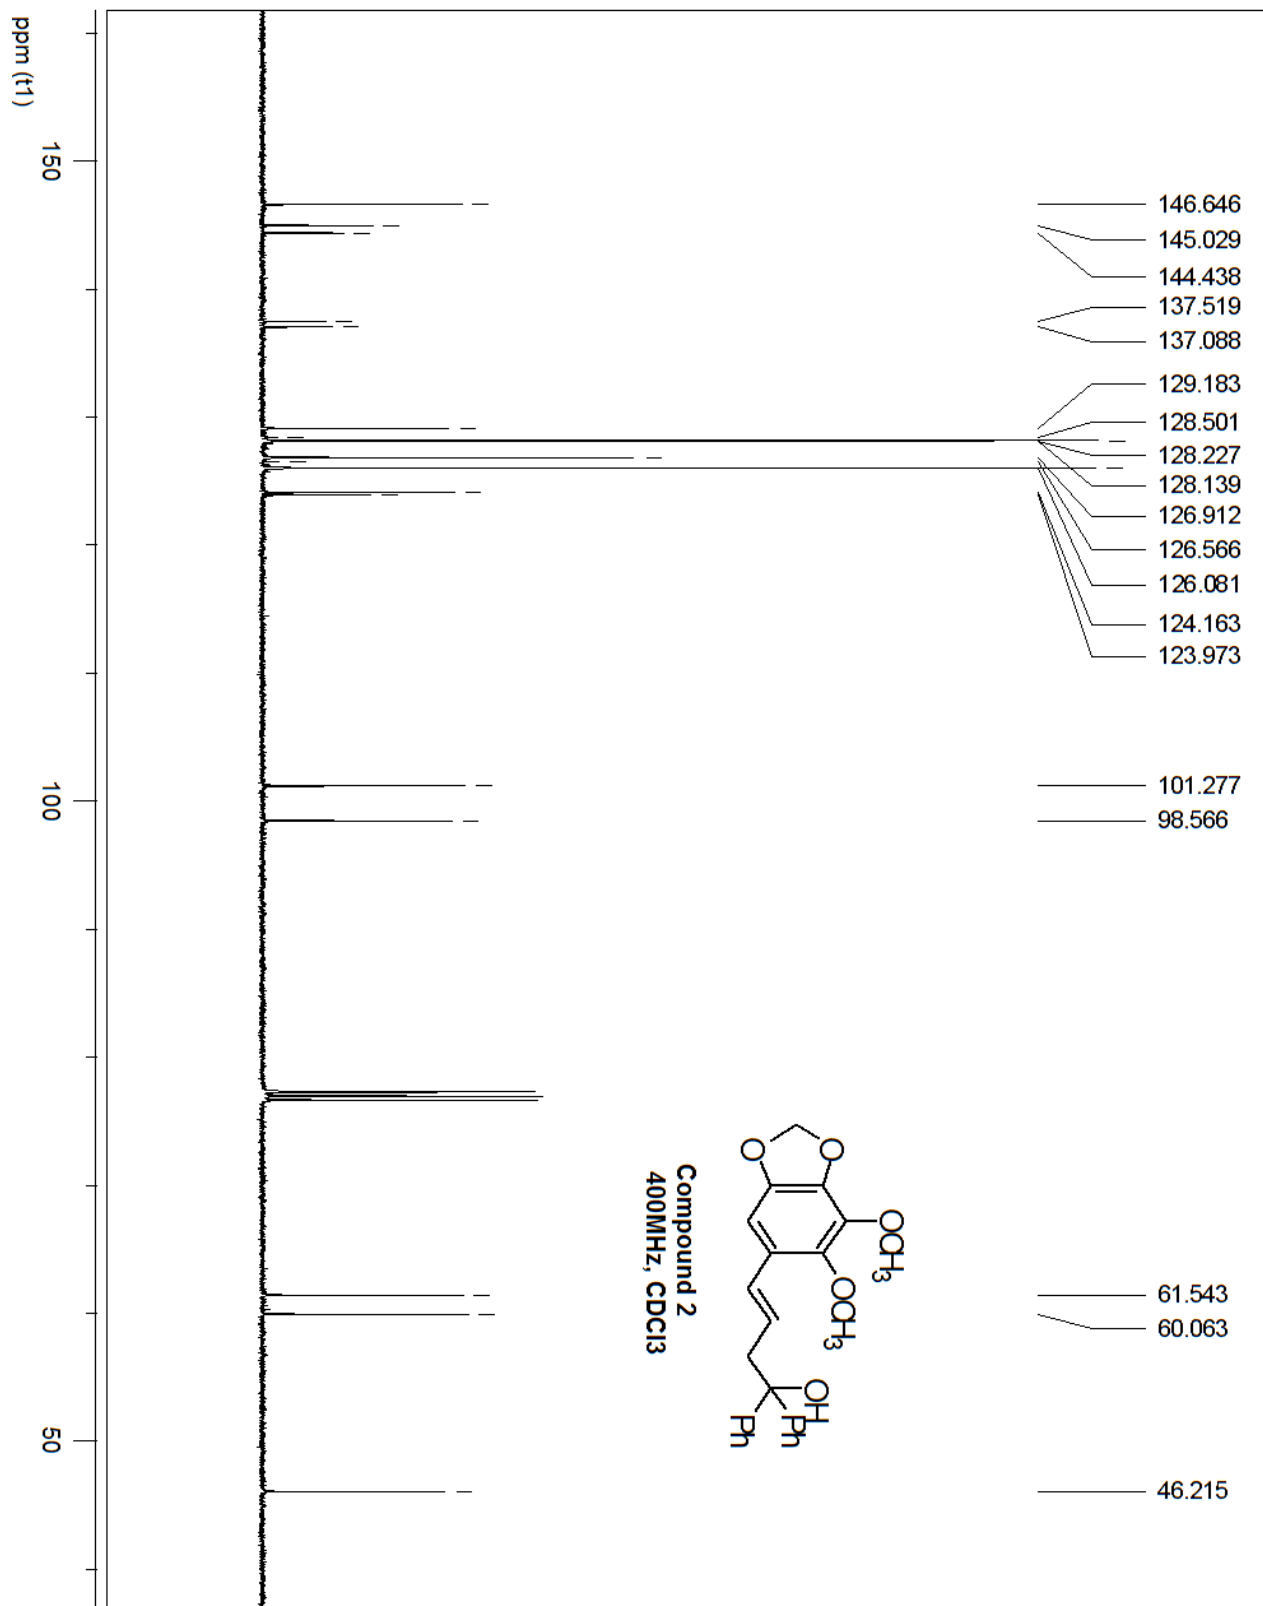 ppm (t1)
150
100
50
146.646
145.029
144.438
137.519
137.088
129.183
128.501
128.227
128.139
126.912
126.566
126.081
124.163
123.973
101.277
98.566
61.543
60.063
46.215
O
O
OCH3
OCH3
OH
Ph
Ph
Compound 2
400MHz, CDCl3